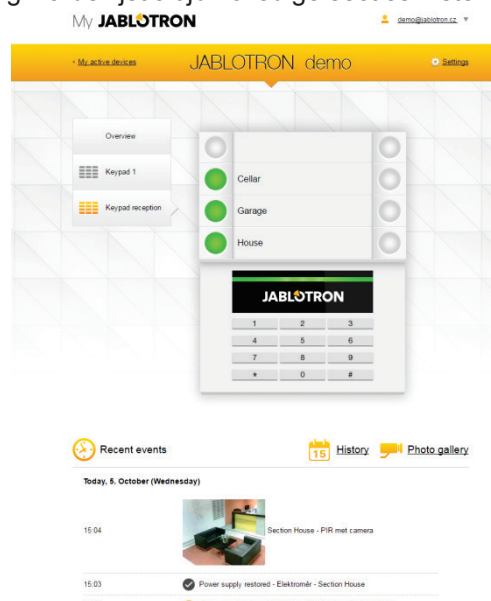 My JABLOTRON
demo@jablotron.cz ▼
‹ My active devices
JABLOTRON demo
Settings
Overview
Keypad 1
Keypad reception
Cellar
Garage
House
JABLOTRON
1 2 3
4 5 6
7 8 9
* 0 #
Recent events
15 History
Photo gallery
Today, 5. October (Wednesday)
15:04 Section House - PIR met camera
15:03 Power supply restored - Elektromér - Section House